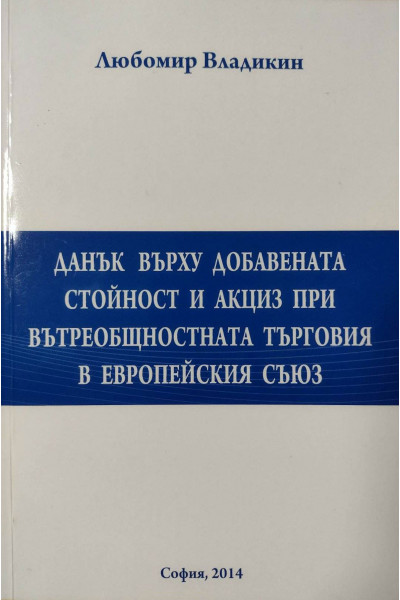 Любомир Владикин
ДАНЪК ВЪРХУ ДОБАВЕНАТА
СТОЙНОСТ И АКЦИЗ ПРИ
ВЪТРЕОБЩНОСТНАТА ТЪРГОВИЯ
В ЕВРОПЕЙСКИЯ СЪЮЗ
София, 2014